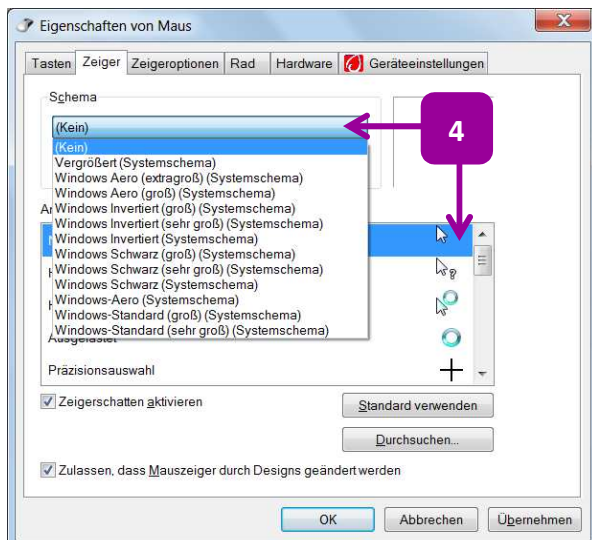 Eigenschaften von Maus
Tasten Zeiger Zeigeroptionen Rad Hardware Geräteeinstellungen
Schema
(Kein)
4
(Kein)
Vergrößert (Systemschema)
Windows Aero (extragroß) (Systemschema)
Windows Aero (groß) (Systemschema)
Windows Invertiert (groß) (Systemschema)
Windows Invertiert (sehr groß) (Systemschema)
Windows Invertiert (Systemschema)
Windows Schwarz (groß) (Systemschema)
Windows Schwarz (sehr groß) (Systemschema)
Windows Schwarz (Systemschema)
Windows-Aero (Systemschema)
Windows-Standard (groß) (Systemschema)
Windows-Standard (sehr groß) (Systemschema)
Ausgelastet
Präzisionsauswahl
Zeigerschatten aktivieren
Standard verwenden
Durchsuchen...
Zulassen, dass Mauszeiger durch Designs geändert werden
OK Abbrechen Übernehmen